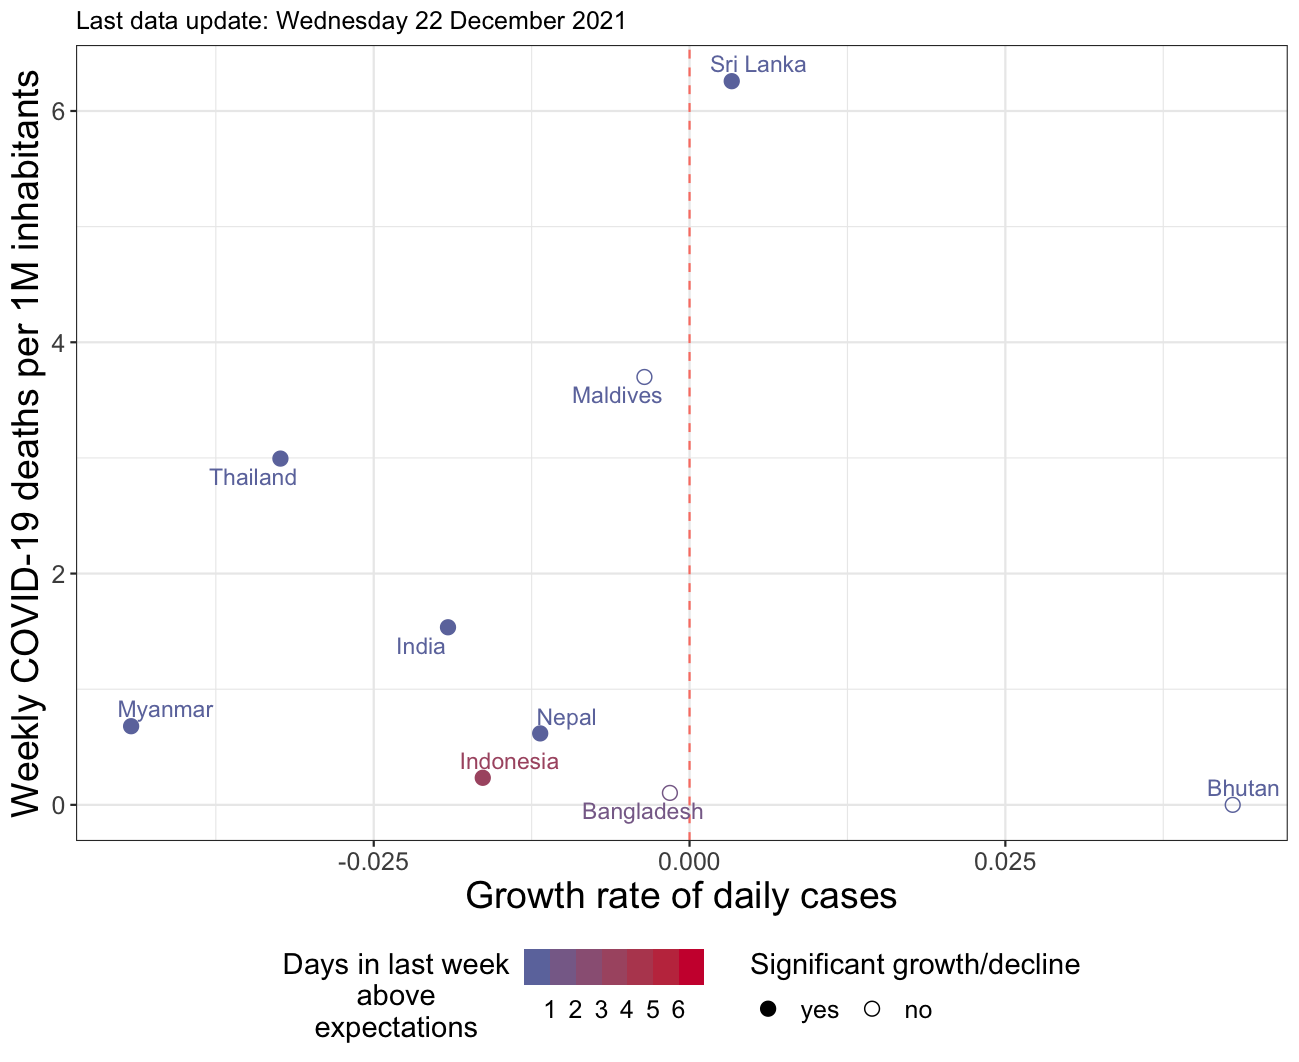 Last data update: Wednesday 22 December 2021
Weekly COVID-19 deaths per 1M inhabitants
6
4
2
0
Sri Lanka
Maldives
Thailand
India
Myanmar
Nepal
Indonesia
Bangladesh
Bhutan
-0.025 0.000 0.025
Growth rate of daily cases
Days in last week
above
expectations
1 2 3 4 5 6
Significant growth/decline
yes no